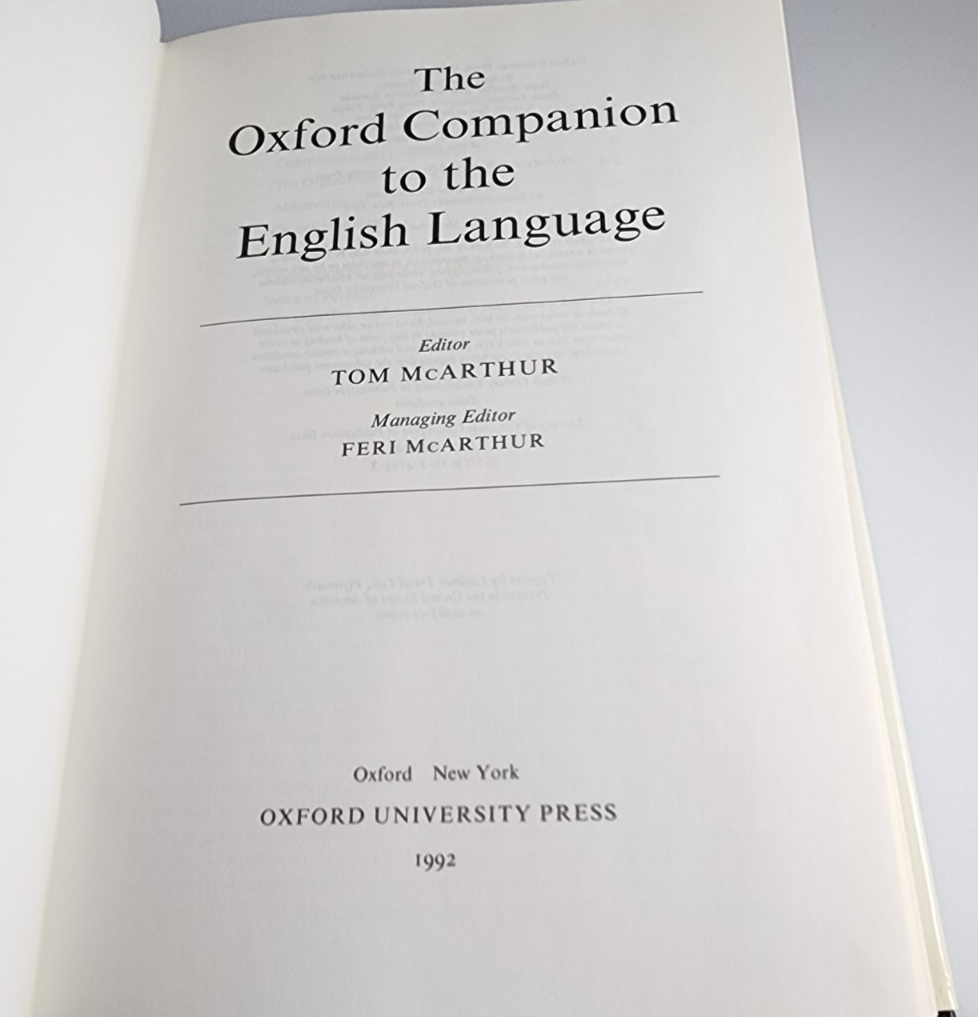 The
Oxford Companion
to the
English Language
Editor
TOM McARTHUR
Managing Editor
FERI McARTHUR
Oxford New York
OXFORD UNIVERSITY PRESS
1992